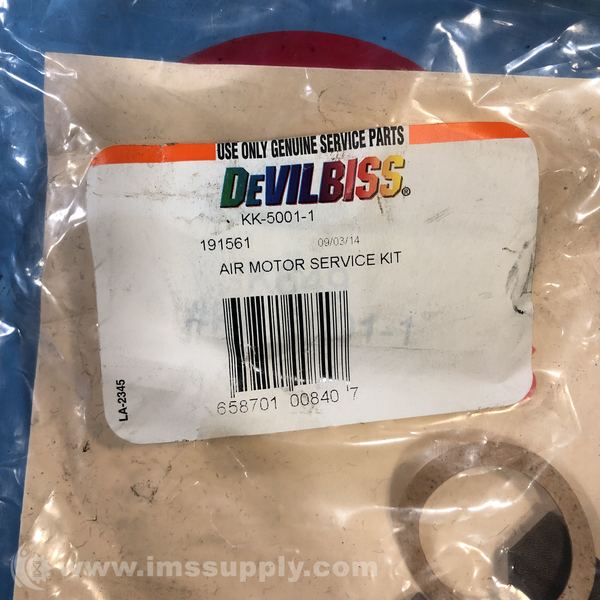 USE ONLY GENUINE SERVICE PARTS
DEVILBISS®
KK-5001-1
191561 09/03/14
AIR MOTOR SERVICE KIT
658701 00840 7
LA-2345
www.imssupply.com